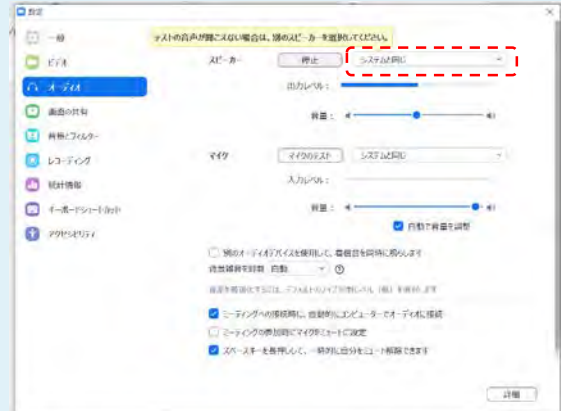 設定
一般
テストの音声が聞こえない場合は、別のスピーカーを選択してください。
ビデオ
スピーカー
停止
システムと同じ
オーディオ
出力レベル：
画面の共有
音量：
背景とフィルター
レコーディング
マイク
マイクのテスト
システムと同じ
統計情報
入力レベル：
キーボードショートカット
音量：
アクセシビリティ
自動で音量を調整
別のオーディオデバイスを使用して、着信音を同時に鳴らします
背景雑音を抑制
自動
ミーティングへの接続時に、自動的にコンピューターでオーディオに接続
ミーティングの参加時にマイクをミュートに設定
スペースキーを長押しして、一時的に自分をミュート解除できます
詳細